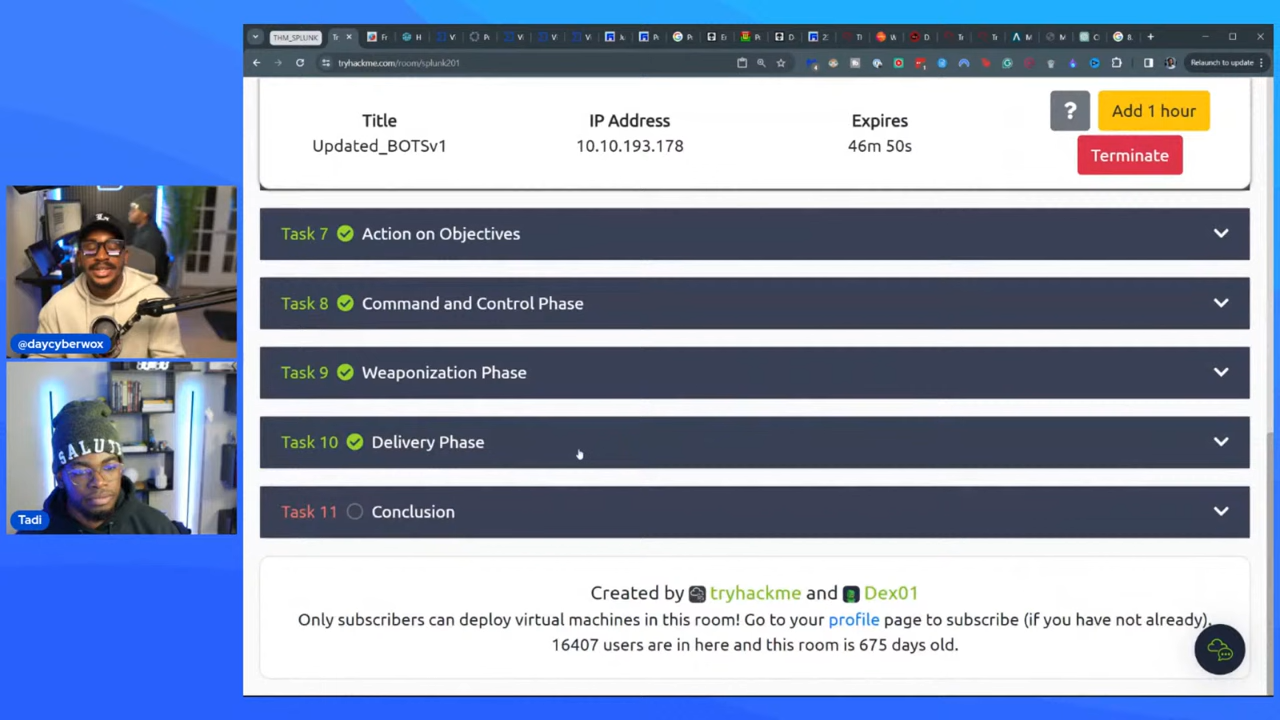 THM_SPLUNK
tryhackme.com/room/splunk201
Relaunch to update
Title
IP Address
Expires
Updated_BOTSv1
10.10.193.178
46m 50s
?
Add 1 hour
Terminate
Task 7 Action on Objectives
Task 8 Command and Control Phase
Task 9 Weaponization Phase
Task 10 Delivery Phase
Task 11 Conclusion
Created by tryhackme and Dex01
Only subscribers can deploy virtual machines in this room! Go to your profile page to subscribe (if you have not already).
16407 users are in here and this room is 675 days old.
@daycyberwox
SALUTE
Tadi